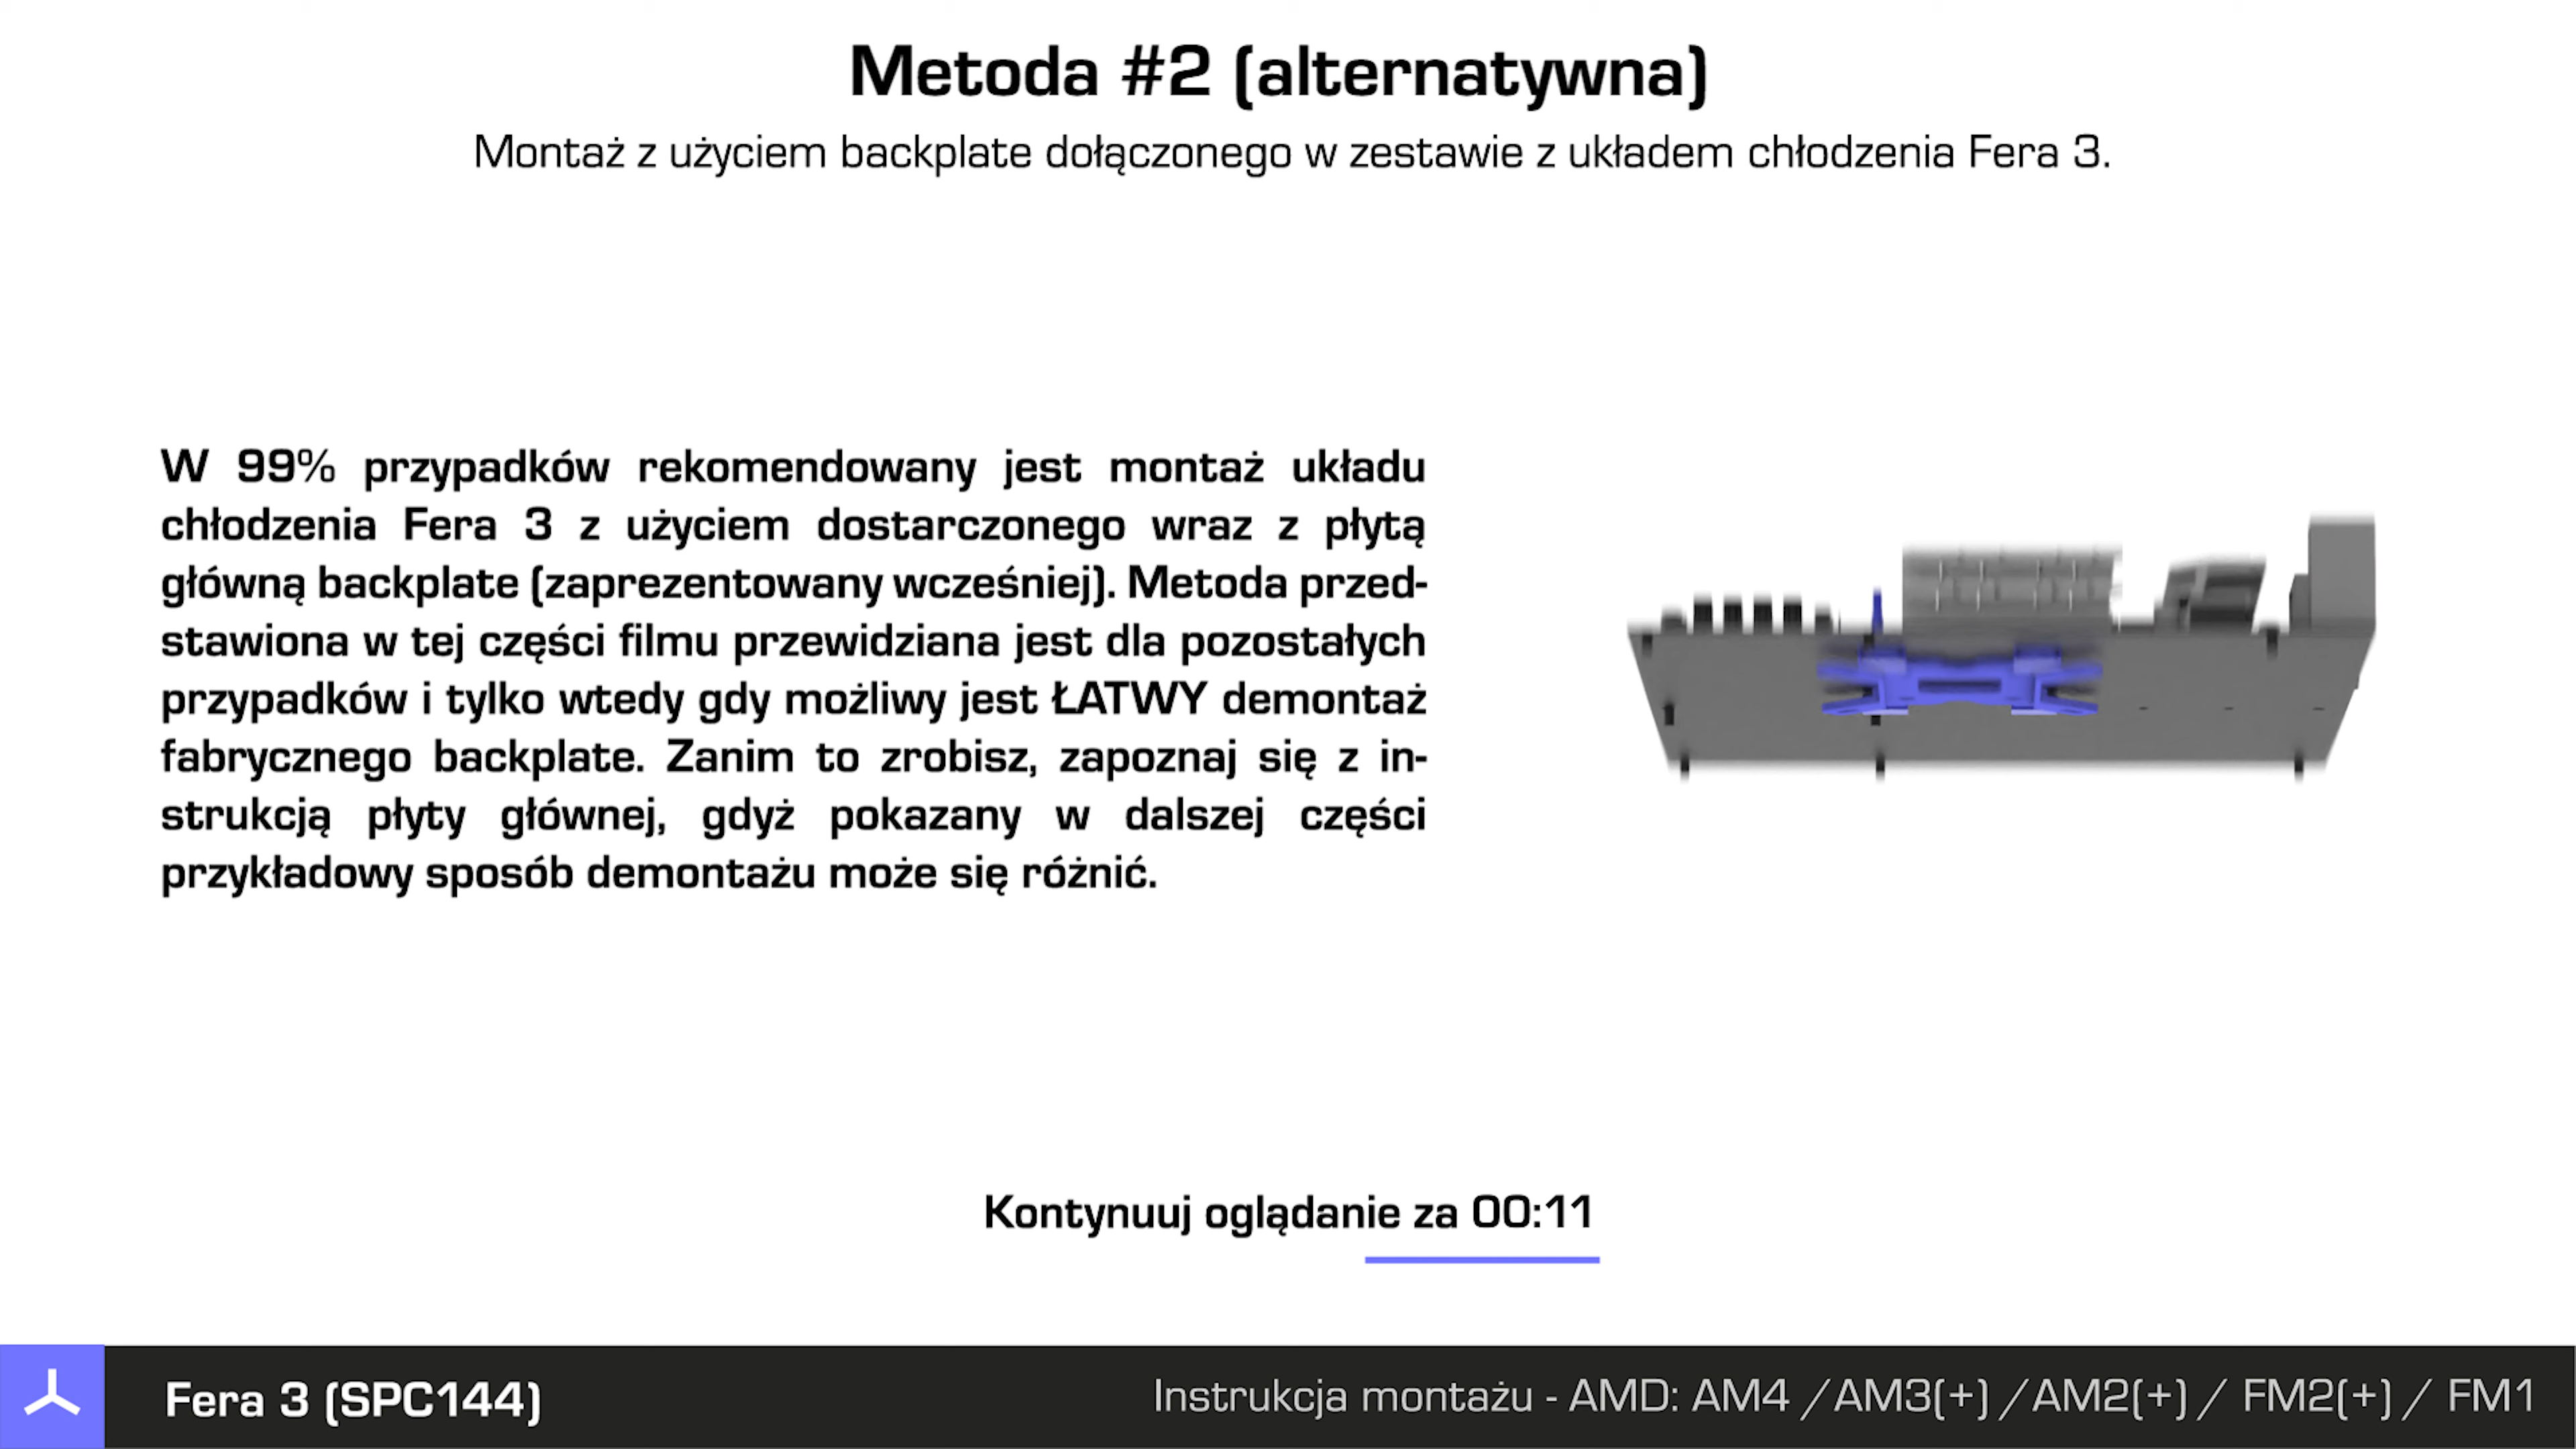 Metoda #2 (alternatywna)
Montaż z użyciem backplate dołączonego w zestawie z układem chłodzenia Fera 3.
W 99% przypadków rekomendowany jest montaż układu
chłodzenia Fera 3 z użyciem dostarczonego wraz z płytą
główną backplate (zaprezentowany wcześniej). Metoda przed-
stawiona w tej części filmu przewidziana jest dla pozostałych
przypadków i tylko wtedy gdy możliwy jest ŁATWY demontaż
fabrycznego backplate. Zanim to zrobisz, zapoznaj się z in-
strukcją płyty głównej, gdyż pokazany w dalszej części
przykładowy sposób demontażu może się różnić.
Kontynuuj oglądanie za 00:11
Fera 3 (SPC144)
Instrukcja montażu - AMD: AM4 / AM3(+) / AM2(+) / FM2(+) / FM1